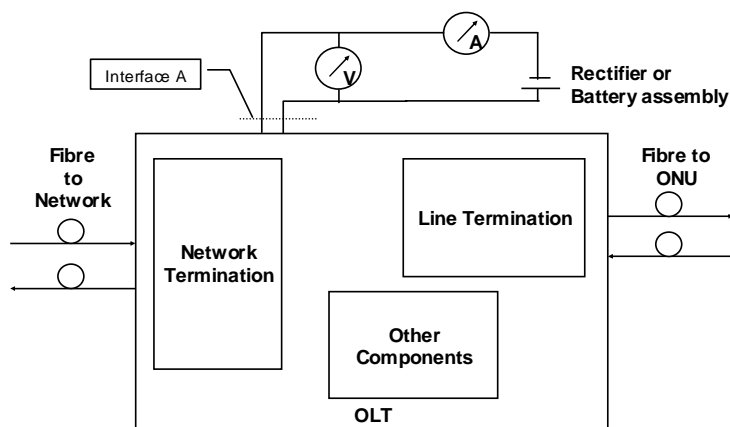 A
V
Interface A
Rectifier or
Battery assembly
Fibre
to
Network
Fibre to
ONU
Network
Termination
Line Termination
Other
Components
OLT